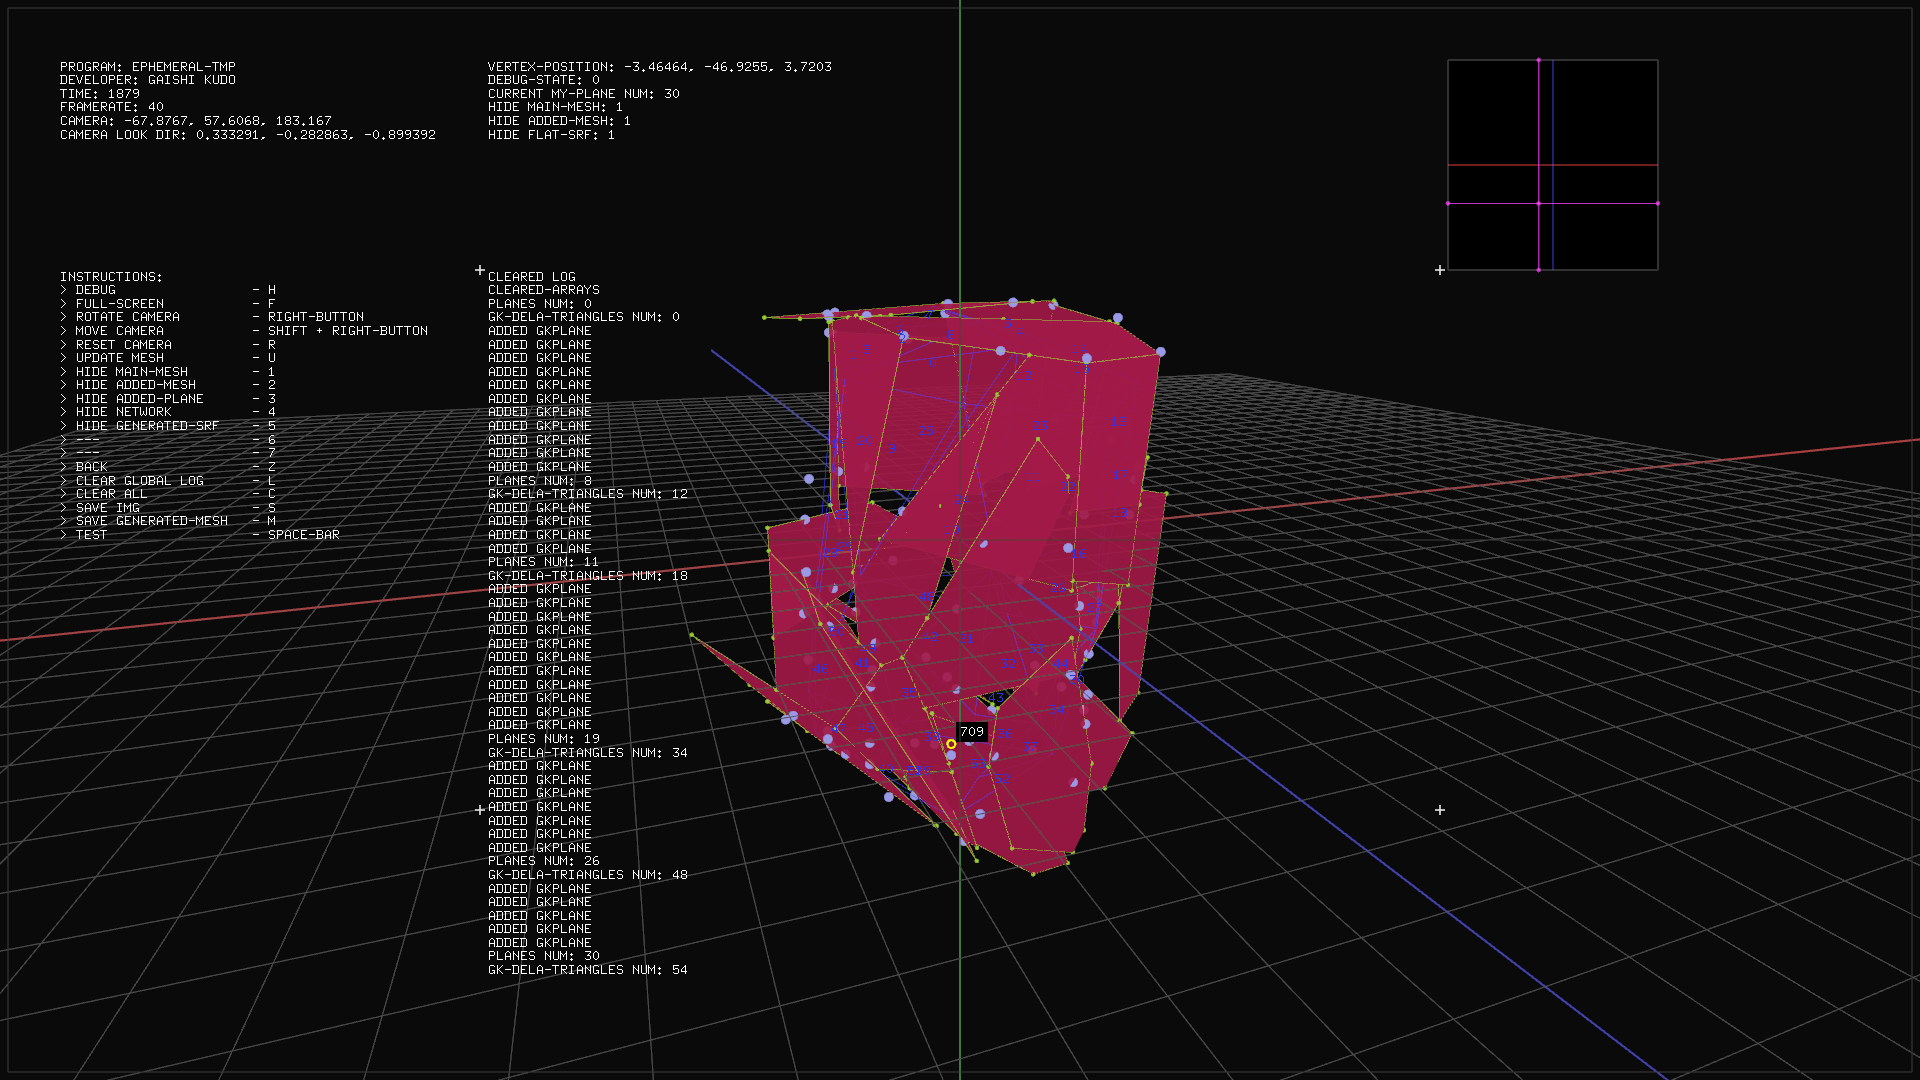 PROGRAM: EPHEMERAL-TMP
DEVELOPER: GAISHI KUDO
TIME: 1879
FRAMERATE: 40
CAMERA: -67.8767, 57.6068, 183.167
CAMERA LOOK DIR: 0.333291, -0.282863, -0.899392
VERTEX-POSITION: -3.46464, -46.9255, 3.7203
DEBUG-STATE: 0
CURRENT MY-PLANE NUM: 30
HIDE MAIN-MESH: 1
HIDE ADDED-MESH: 1
HIDE FLAT-SRF: 1
INSTRUCTIONS:
> DEBUG - H
> FULL-SCREEN - F
> ROTATE CAMERA - RIGHT-BUTTON
> MOVE CAMERA - SHIFT + RIGHT-BUTTON
> RESET CAMERA - R
> UPDATE MESH - U
> HIDE MAIN-MESH - 1
> HIDE ADDED-MESH - 2
> HIDE ADDED-PLANE - 3
> HIDE NETWORK - 4
> HIDE GENERATED-SRF - 5
> --- - 6
> --- - 7
> BACK - Z
> CLEAR GLOBAL LOG - L
> CLEAR ALL - C
> SAVE IMG - S
> SAVE GENERATED-MESH - M
> TEST - SPACE-BAR
CLEARED LOG
CLEARED-ARRAYS
PLANES NUM: 0
GK-DELA-TRIANGLES NUM: 0
ADDED GKPLANE
ADDED GKPLANE
ADDED GKPLANE
ADDED GKPLANE
ADDED GKPLANE
ADDED GKPLANE
ADDED GKPLANE
ADDED GKPLANE
ADDED GKPLANE
ADDED GKPLANE
ADDED GKPLANE
PLANES NUM: 8
GK-DELA-TRIANGLES NUM: 12
ADDED GKPLANE
ADDED GKPLANE
ADDED GKPLANE
ADDED GKPLANE
PLANES NUM: 11
GK-DELA-TRIANGLES NUM: 18
ADDED GKPLANE
ADDED GKPLANE
ADDED GKPLANE
ADDED GKPLANE
ADDED GKPLANE
ADDED GKPLANE
ADDED GKPLANE
ADDED GKPLANE
ADDED GKPLANE
ADDED GKPLANE
ADDED GKPLANE
PLANES NUM: 19
GK-DELA-TRIANGLES NUM: 34
ADDED GKPLANE
ADDED GKPLANE
ADDED GKPLANE
ADDED GKPLANE
ADDED GKPLANE
ADDED GKPLANE
ADDED GKPLANE
PLANES NUM: 26
GK-DELA-TRIANGLES NUM: 48
ADDED GKPLANE
ADDED GKPLANE
ADDED GKPLANE
ADDED GKPLANE
ADDED GKPLANE
PLANES NUM: 30
GK-DELA-TRIANGLES NUM: 54
709